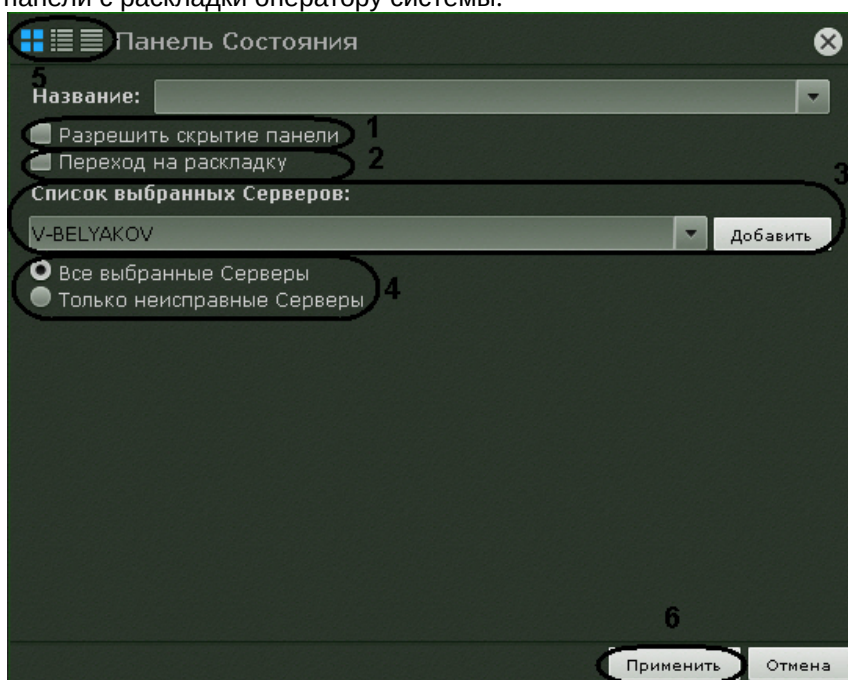 панели с раскладки оператору системы.
Панель Состояния
5
Название:
Разрешить скрытие панели 1
Переход на раскладку 2
3
Список выбранных Серверов:
V-BELYAKOV Добавить
Все выбранные Серверы
Только неисправные Серверы 4
6
Применить Отмена